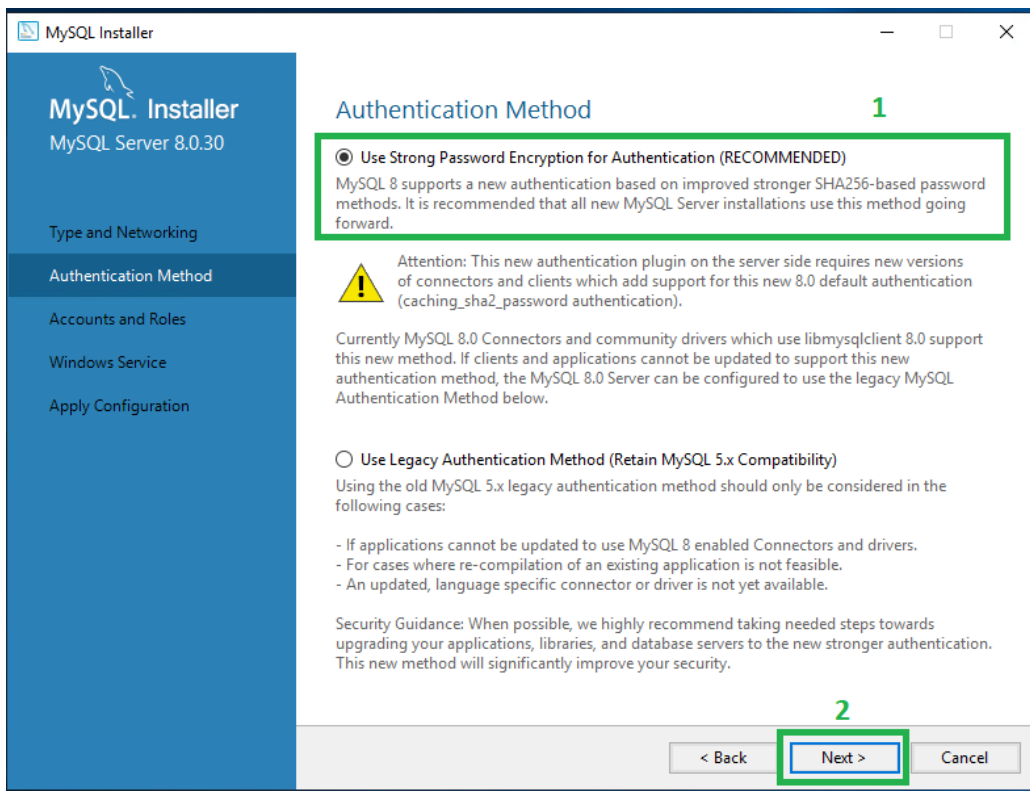 MySQL Installer
MySQL. Installer
MySQL Server 8.0.30
Type and Networking
Authentication Method
Accounts and Roles
Windows Service
Apply Configuration
Authentication Method
1
Use Strong Password Encryption for Authentication (RECOMMENDED)
MySQL 8 supports a new authentication based on improved stronger SHA256-based password
methods. It is recommended that all new MySQL Server installations use this method going
forward.
Attention: This new authentication plugin on the server side requires new versions
of connectors and clients which add support for this new 8.0 default authentication
(caching_sha2_password authentication).
Currently MySQL 8.0 Connectors and community drivers which use libmysqlclient 8.0 support
this new method. If clients and applications cannot be updated to support this new
authentication method, the MySQL 8.0 Server can be configured to use the legacy MySQL
Authentication Method below.
Use Legacy Authentication Method (Retain MySQL 5.x Compatibility)
Using the old MySQL 5.x legacy authentication method should only be considered in the
following cases:
- If applications cannot be updated to use MySQL 8 enabled Connectors and drivers.
- For cases where re-compilation of an existing application is not feasible.
- An updated, language specific connector or driver is not yet available.
Security Guidance: When possible, we highly recommend taking needed steps towards
upgrading your applications, libraries, and database servers to the new stronger authentication.
This new method will significantly improve your security.
2
< Back
Next >
Cancel